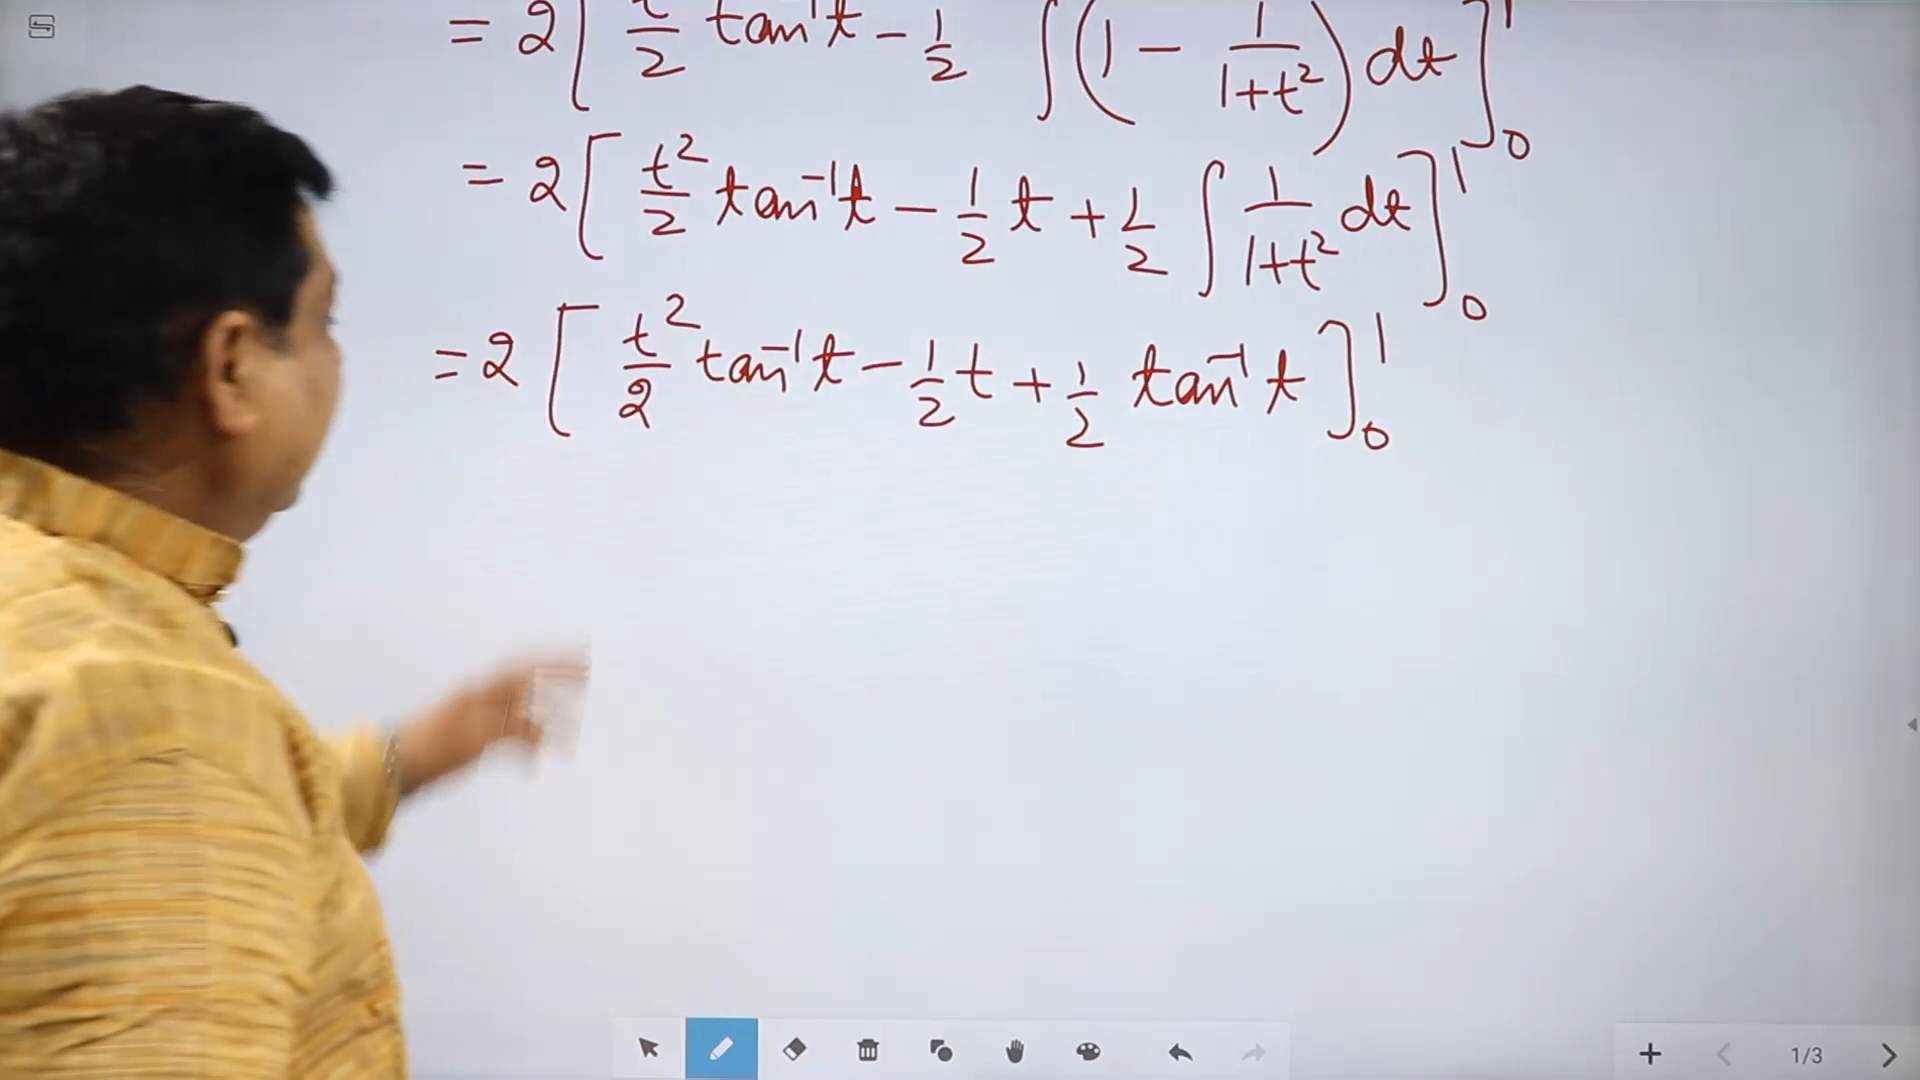 = 2[ t/2 tan⁻¹t - 1/2 ∫(1 - 1/(1+t²)) dt ]₀¹
= 2[ t²/2 tan⁻¹t - 1/2 t + 1/2 ∫ 1/(1+t²) dt ]₀¹
= 2 [ t²/2 tan⁻¹t - 1/2 t + 1/2 tan⁻¹ t ]₀¹
1/3